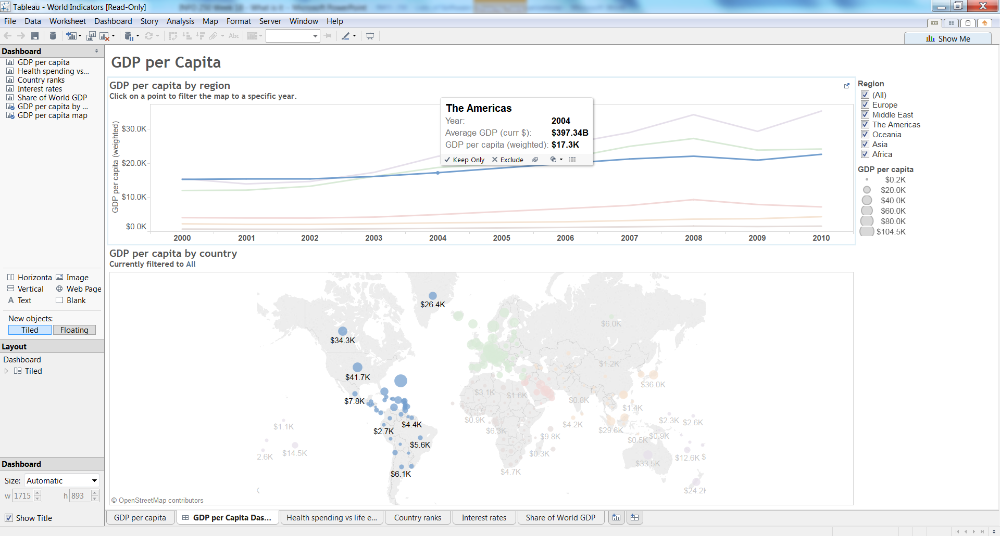 Tableau - World Indicators [Read-Only]
File Data Worksheet Dashboard Story Analysis Map Format Server Window Help
Abc
Show Me
Dashboard
GDP per capita
Health spending vs...
Country ranks
Interest rates
Share of World GDP
GDP per capita by ...
GDP per capita map
Horizonta Image
Vertical Web Page
A Text Blank
New objects:
Tiled Floating
Layout
Dashboard
Tiled
Dashboard
Size: Automatic
w 1715 h 893
Show Title
GDP per Capita
GDP per capita by region
Click on a point to filter the map to a specific year.
GDP per capita (weighted)
$30.0K
$20.0K
$10.0K
$0.0K
2000 2001 2002 2003 2004 2005 2006 2007 2008 2009 2010
The Americas
Year: 2004
Average GDP (curr $): $397.34B
GDP per capita (weighted): $17.3K
Keep Only Exclude
Region
(All)
Europe
Middle East
The Americas
Oceania
Asia
Africa
GDP per capita
$0.2K
$20.0K
$40.0K
$60.0K
$80.0K
$104.5K
GDP per capita by country
Currently filtered to All
$26.4K
$6.0K
$34.3K
$1.2K
$41.7K
$36.0K
$3.1K $1.6K
$7.8K $0.8K
$1.4K
$0.9K
$2.3K $2.6K
$1.1K $4.4K $4.2K
$2.7K $6.3K $29.6K
$9.8K $0.9K
$5.6K $0.5K
2.6K $14.5K $0.3K
$12.6K $
$33.5K
$6.1K $4.7K
$24.2K
© OpenStreetMap contributors
GDP per capita GDP per Capita Das... Health spending vs life e... Country ranks Interest rates Share of World GDP